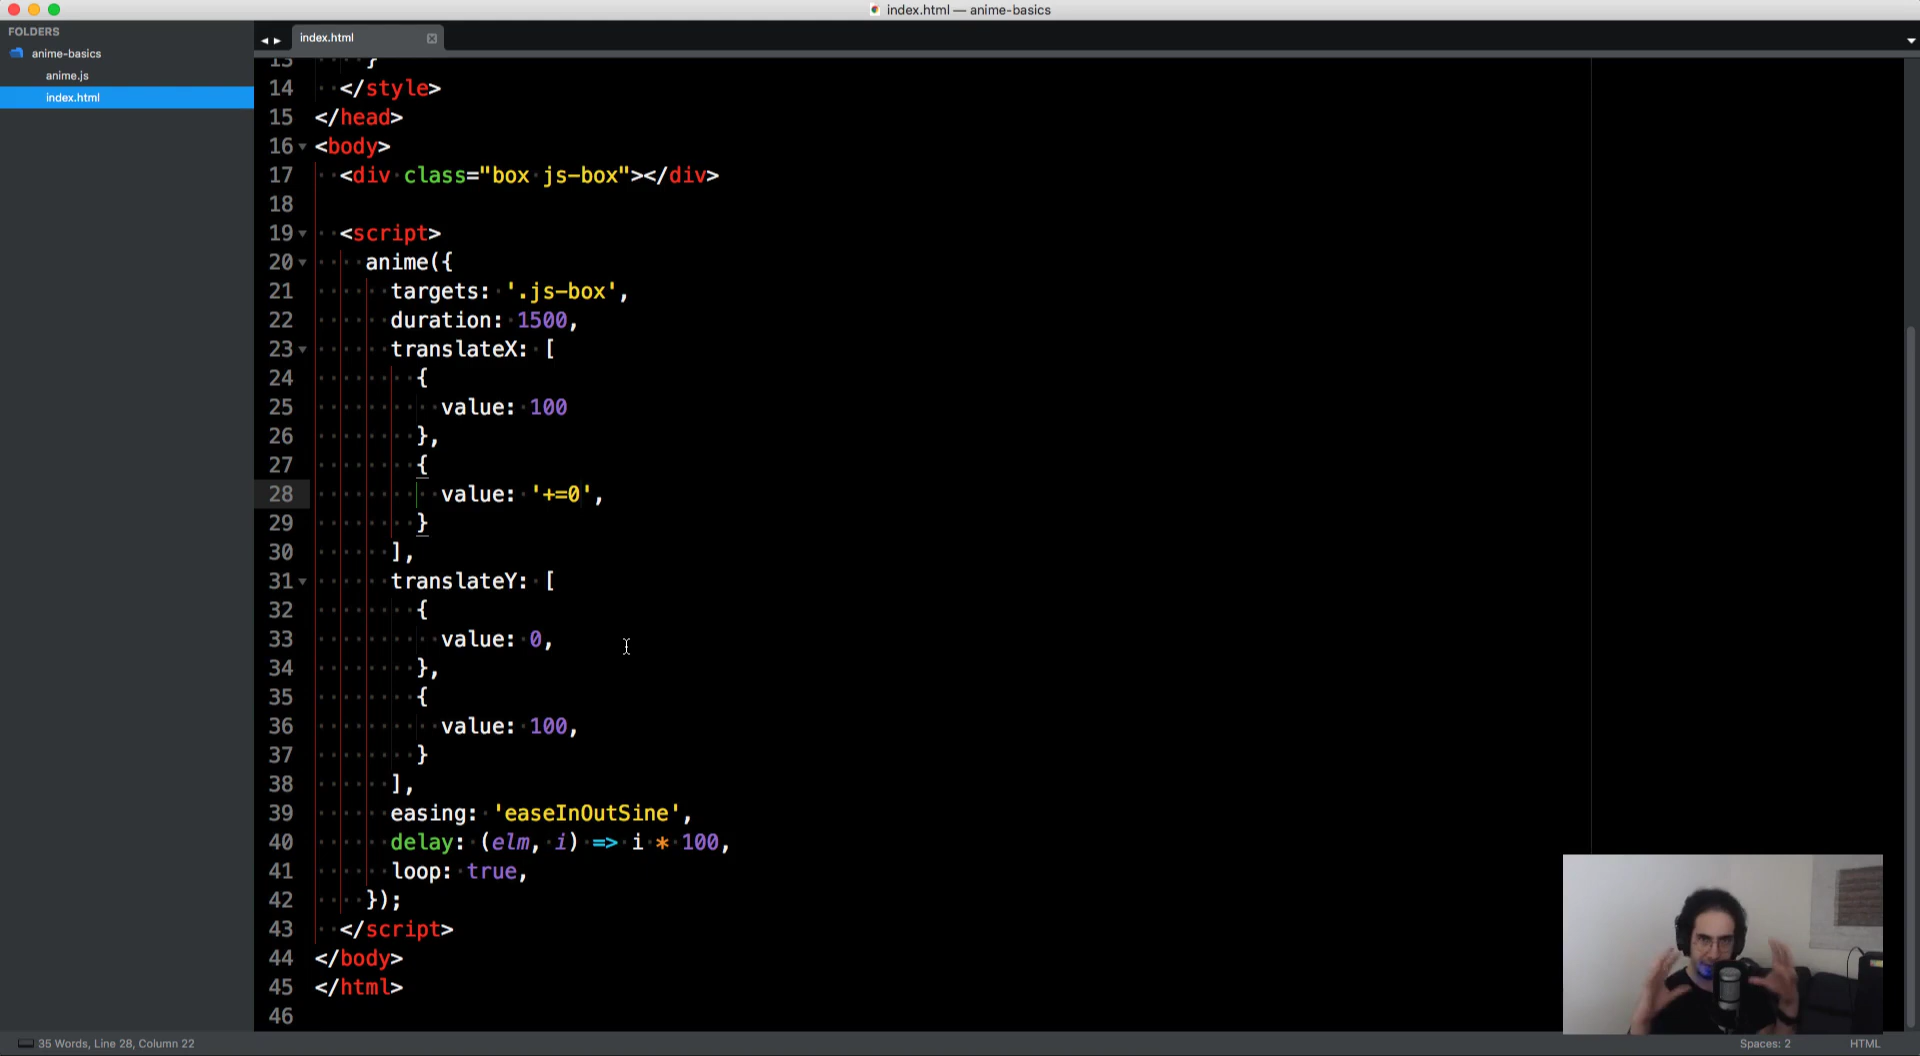 index.html — anime-basics
FOLDERS
anime-basics
anime.js
index.html
index.html
13 }
14 </style>
15 </head>
16 <body>
17 <div class="box js-box"></div>
18
19 <script>
20 anime({
21 targets: '.js-box',
22 duration: 1500,
23 translateX: [
24 {
25 value: 100
26 },
27 {
28 value: '+=0',
29 }
30 ],
31 translateY: [
32 {
33 value: 0,
34 },
35 {
36 value: 100,
37 }
38 ],
39 easing: 'easeInOutSine',
40 delay: (elm, i) => i * 100,
41 loop: true,
42 });
43 </script>
44 </body>
45 </html>
46
35 Words, Line 28, Column 22
Spaces: 2
HTML